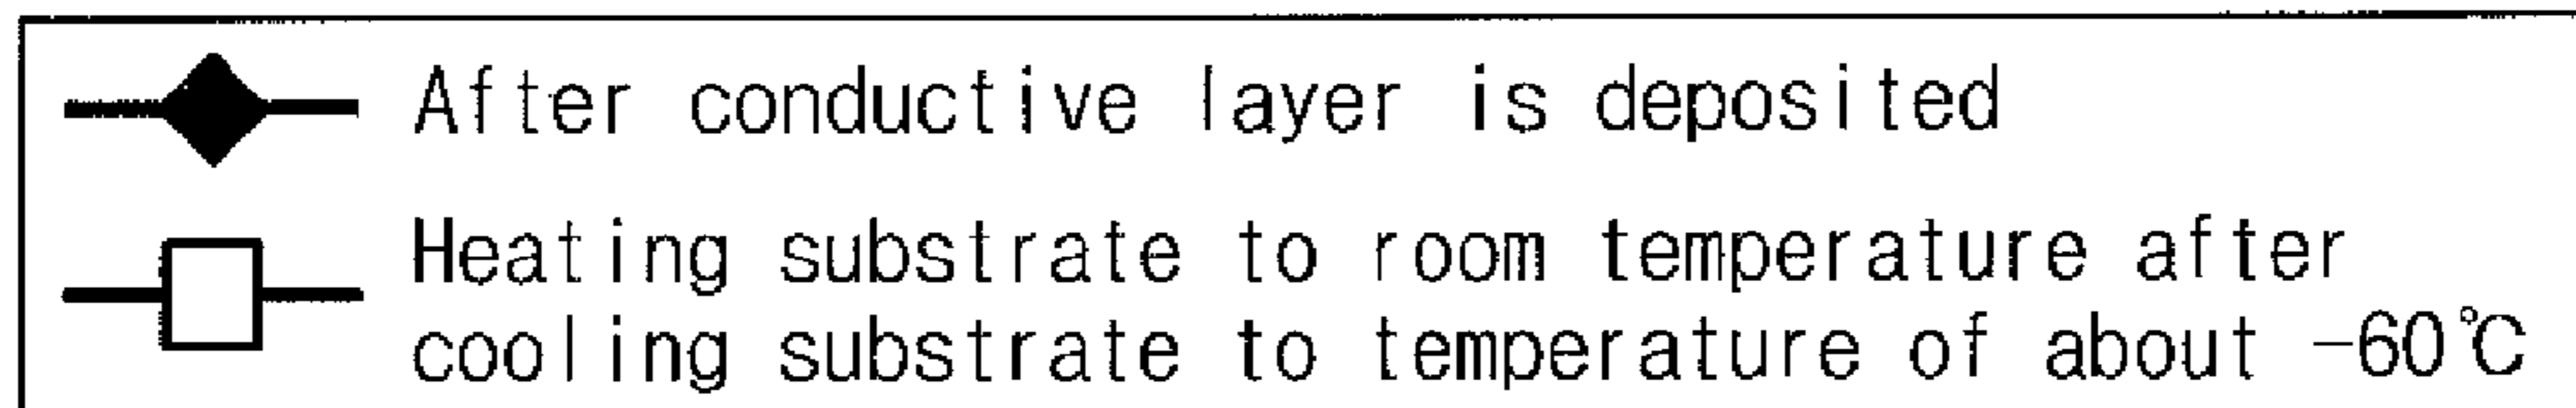 After conductive layer is deposited
Heating substrate to room temperature after
cooling substrate to temperature of about −60℃